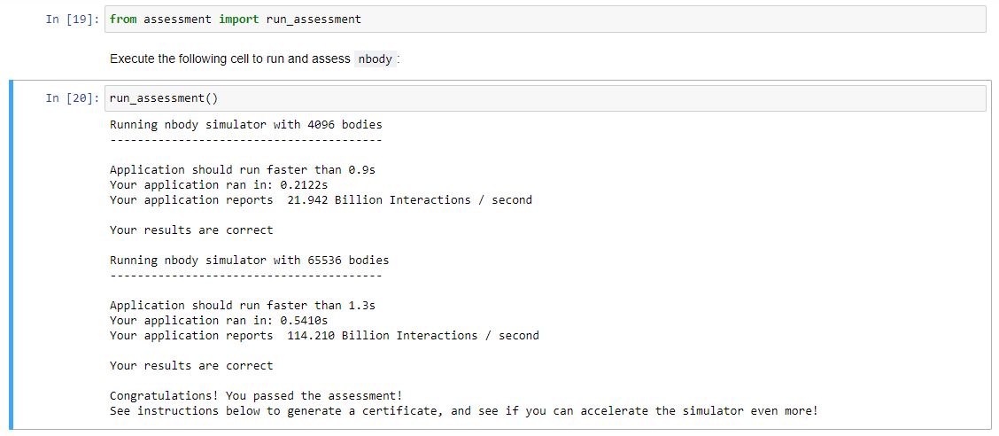 In [19]: from assessment import run_assessment
Execute the following cell to run and assess nbody :
In [20]: run_assessment()
Running nbody simulator with 4096 bodies
----------------------------------------
Application should run faster than 0.9s
Your application ran in: 0.2122s
Your application reports  21.942 Billion Interactions / second
Your results are correct
Running nbody simulator with 65536 bodies
----------------------------------------
Application should run faster than 1.3s
Your application ran in: 0.5410s
Your application reports  114.210 Billion Interactions / second
Your results are correct
Congratulations! You passed the assessment!
See instructions below to generate a certificate, and see if you can accelerate the simulator even more!